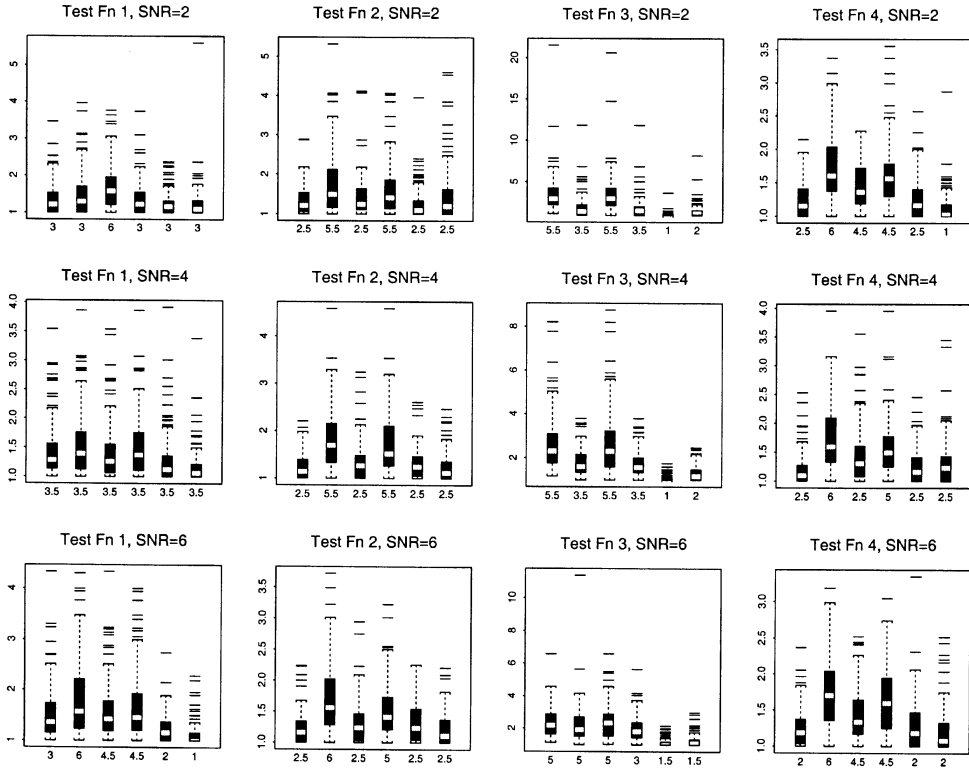 Test Fn 1, SNR=2
Test Fn 2, SNR=2
Test Fn 3, SNR=2
Test Fn 4, SNR=2
5
4
3
2
1
3 3 6 3 3 3
5
4
3
2
1
2.5 5.5 2.5 5.5 2.5 2.5
20
15
10
5
5.5 3.5 5.5 3.5 1 2
3.5
3.0
2.5
2.0
1.5
1.0
2.5 6 4.5 4.5 2.5 1
Test Fn 1, SNR=4
Test Fn 2, SNR=4
Test Fn 3, SNR=4
Test Fn 4, SNR=4
4.0
3.5
3.0
2.5
2.0
1.5
1.0
3.5 3.5 3.5 3.5 3.5 3.5
4
3
2
1
2.5 5.5 2.5 5.5 2.5 2.5
8
6
4
2
5.5 3.5 5.5 3.5 1 2
4.0
3.5
3.0
2.5
2.0
1.5
1.0
2.5 6 2.5 5 2.5 2.5
Test Fn 1, SNR=6
Test Fn 2, SNR=6
Test Fn 3, SNR=6
Test Fn 4, SNR=6
4
3
2
1
3 6 4.5 4.5 2 1
3.5
3.0
2.5
2.0
1.5
1.0
2.5 6 2.5 5 2.5 2.5
10
8
6
4
2
5 5 5 3 1.5 1.5
3.0
2.5
2.0
1.5
1.0
2 6 4.5 4.5 2 2